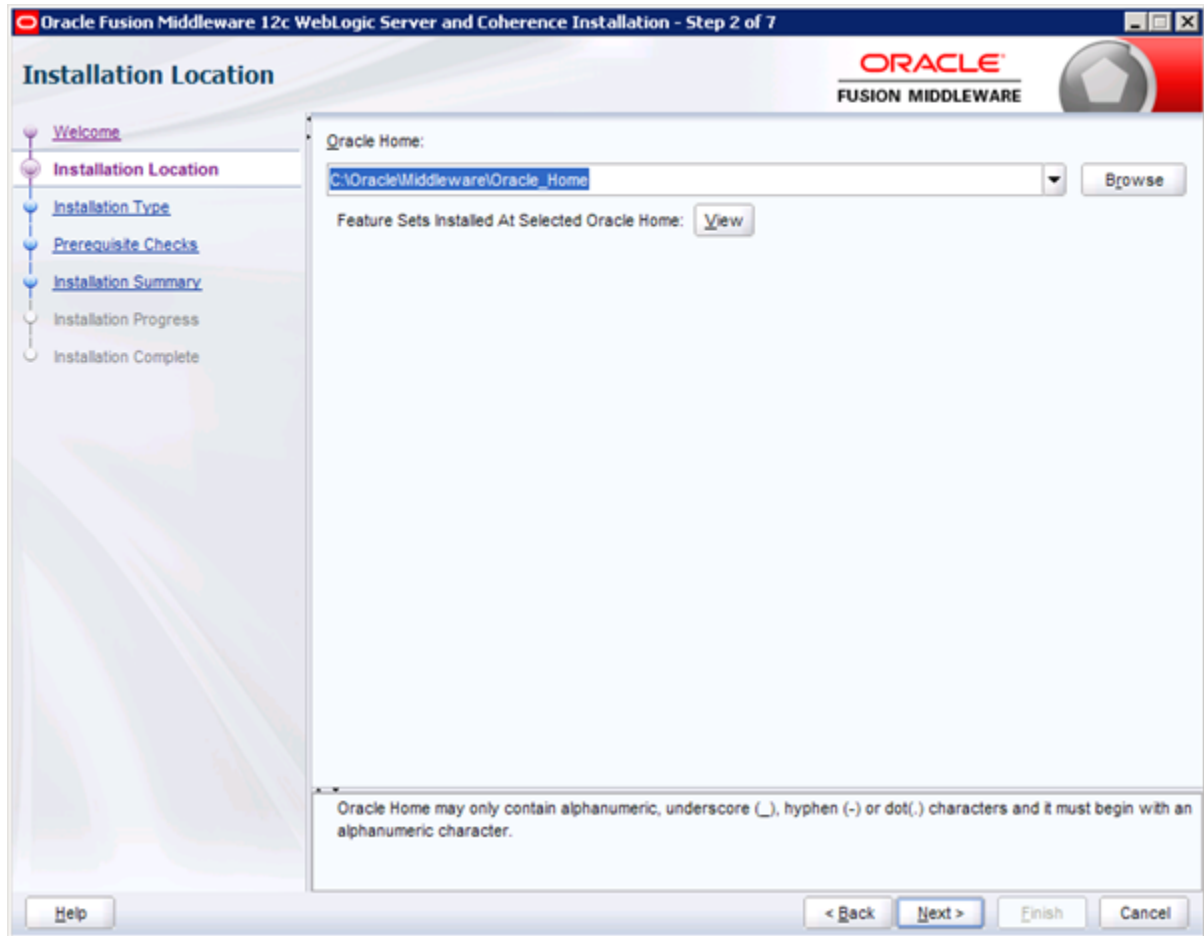 Oracle Fusion Middleware 12c WebLogic Server and Coherence Installation - Step 2 of 7
Installation Location
ORACLE
FUSION MIDDLEWARE
Welcome
Installation Location
Installation Type
Prerequisite Checks
Installation Summary
Installation Progress
Installation Complete
Oracle Home:
C:\Oracle\Middleware\Oracle_Home
Browse
Feature Sets Installed At Selected Oracle Home: View
Oracle Home may only contain alphanumeric, underscore (_), hyphen (-) or dot(.) characters and it must begin with an
alphanumeric character.
Help
< Back Next > Finish Cancel